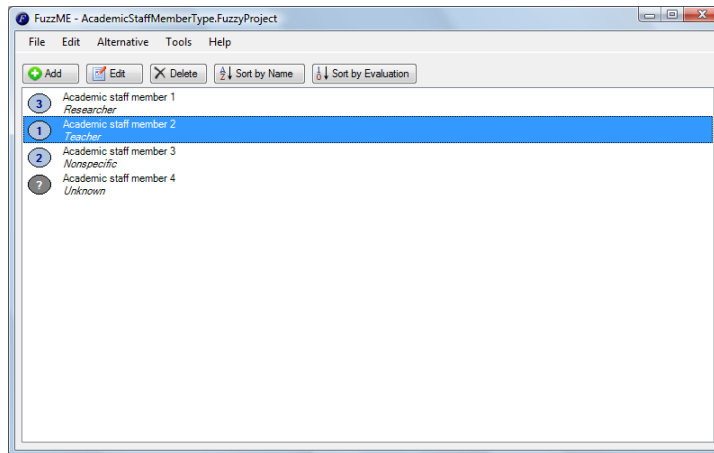 FuzzME - AcademicStaffMemberType.FuzzyProject
File Edit Alternative Tools Help
Add Edit Delete Sort by Name Sort by Evaluation
3 Academic staff member 1
Researcher
1 Academic staff member 2
Teacher
2 Academic staff member 3
Nonspecific
? Academic staff member 4
Unknown